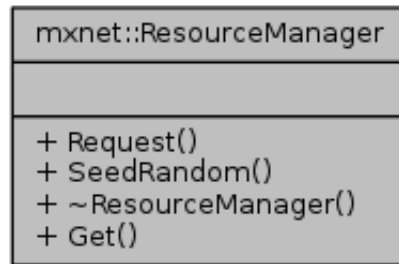 mxnet::ResourceManager
+ Request()
+ SeedRandom()
+ ~ResourceManager()
+ Get()